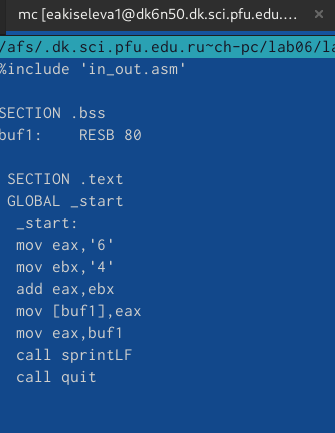 mc [eakiseleva1@dk6n50.dk.sci.pfu.edu....
/afs/.dk.sci.pfu.edu.ru~ch-pc/lab06/la
%include 'in_out.asm'
SECTION .bss
buf1: RESB 80
SECTION .text
GLOBAL _start
_start:
mov eax,'6'
mov ebx,'4'
add eax,ebx
mov [buf1],eax
mov eax,buf1
call sprintLF
call quit